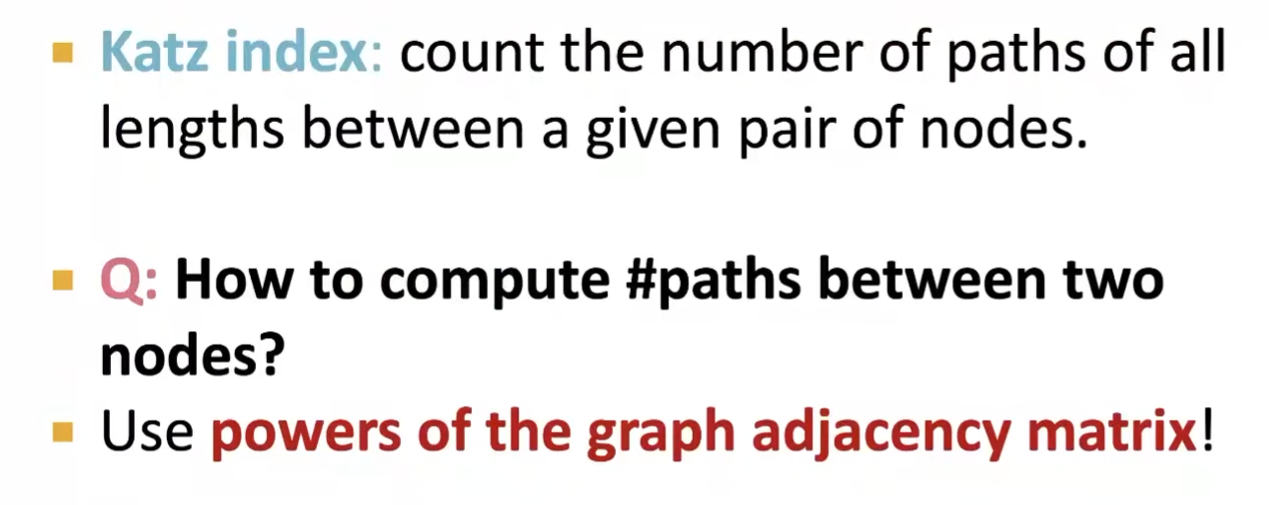 ▪ Katz index: count the number of paths of all
lengths between a given pair of nodes.
▪ Q: How to compute #paths between two
nodes?
▪ Use powers of the graph adjacency matrix!